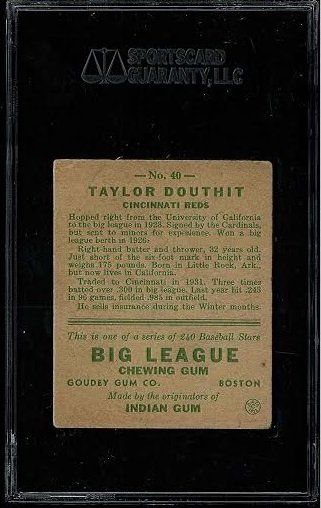 SPORTSCARD
GUARANTY, LLC
—No. 40—
TAYLOR DOUTHIT
CINCINNATI REDS
Hopped right from the University of California
to the big league in 1923. Signed by the Cardinals,
but sent to minors for experience. Won a big
league berth in 1926.
Right-hand batter and thrower, 32 years old.
Just short of the six-foot mark in height and
weighs 175 pounds. Born in Little Rock, Ark.,
but now lives in California.
Traded to Cincinnati in 1931. Three times
batted over .300 in big league. Last year hit .243
in 96 games, fielded .985 in outfield.
He sells insurance during the Winter months.
This is one of a series of 240 Baseball Stars
BIG LEAGUE
CHEWING GUM
GOUDEY GUM CO. BOSTON
Made by the originators of
INDIAN GUM